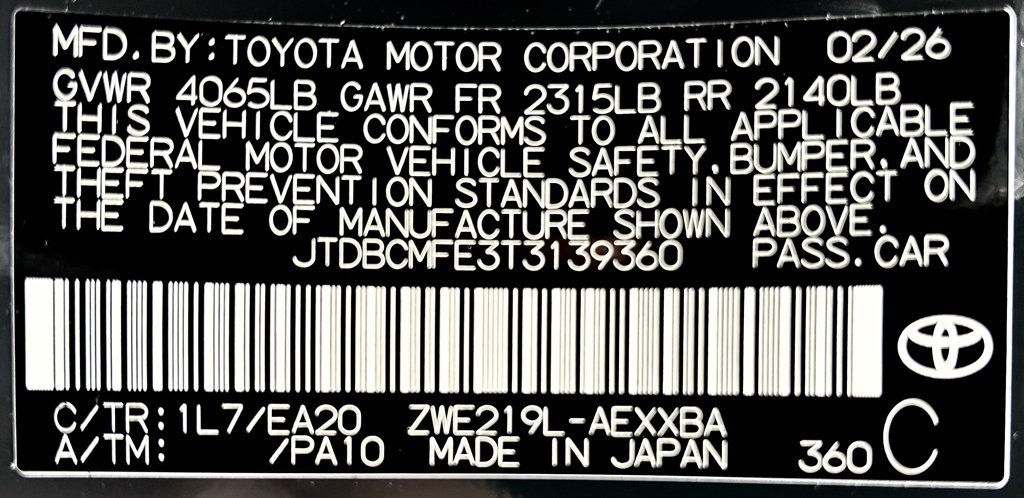 MFD. BY: TOYOTA MOTOR CORPORATION 02/26
GVWR 4065LB GAWR FR 2315LB RR 2140LB
THIS VEHICLE CONFORMS TO ALL APPLICABLE
FEDERAL MOTOR VEHICLE SAFETY. BUMPER. AND
THEFT PREVENTION STANDARDS IN EFFECT ON
THE DATE OF MANUFACTURE SHOWN ABOVE.
JTDBCMFE3T3139360 PASS. CAR
C/TR: 1L7/EA20 ZWE219L-AEXXBA
A/TM: /PA10 MADE IN JAPAN 360 C